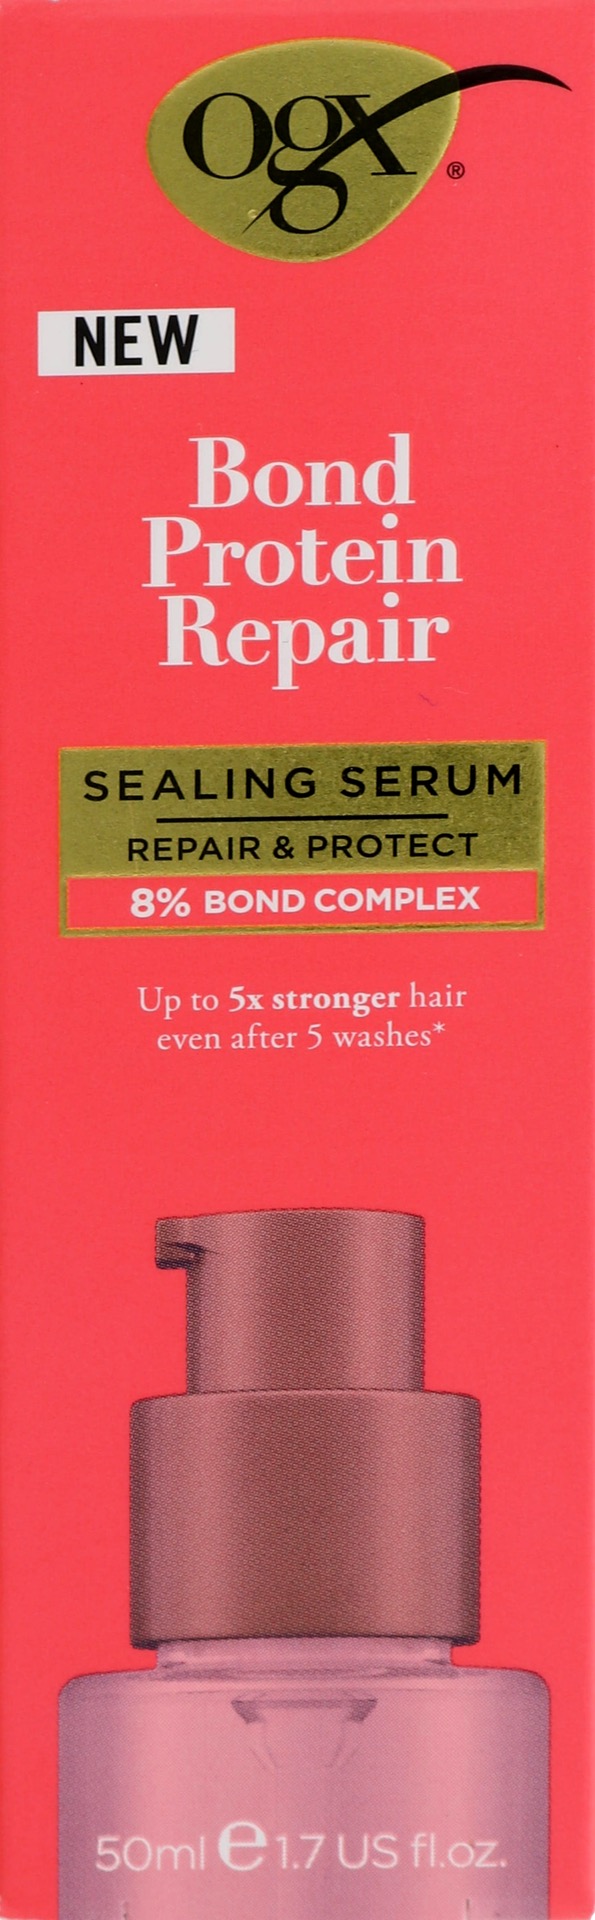 ogx®
NEW
Bond
Protein
Repair
SEALING SERUM
REPAIR & PROTECT
8% BOND COMPLEX
Up to 5x stronger hair
even after 5 washes*
50ml ℮ 1.7 US fl.oz.